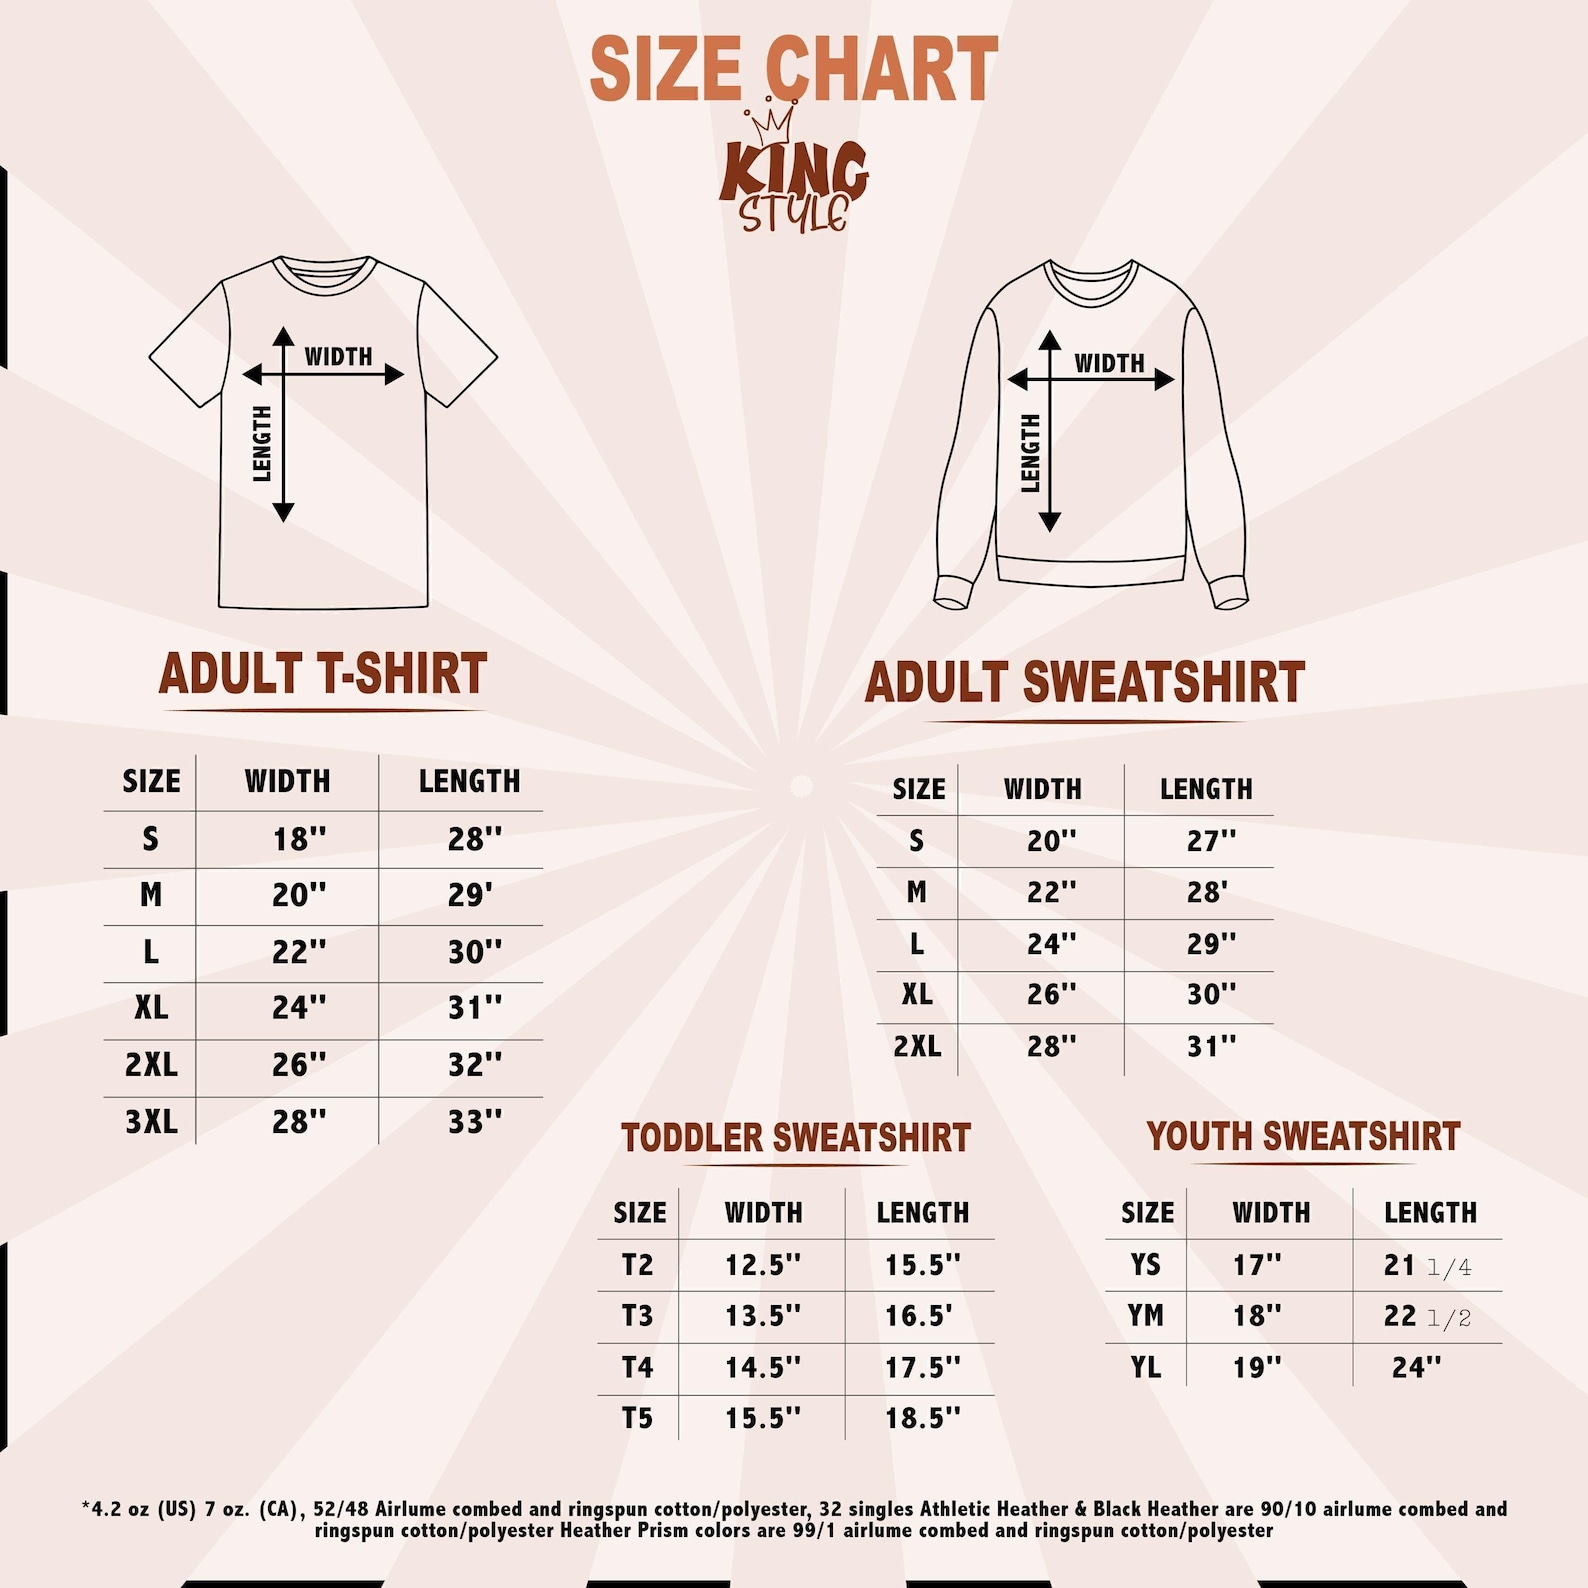 SIZE CHART
KING
STYLE
WIDTH
LENGTH
WIDTH
LENGTH
ADULT T-SHIRT
SIZE WIDTH LENGTH
S 18'' 28''
M 20'' 29'
L 22'' 30''
XL 24'' 31''
2XL 26'' 32''
3XL 28'' 33''
ADULT SWEATSHIRT
SIZE WIDTH LENGTH
S 20'' 27''
M 22'' 28'
L 24'' 29''
XL 26'' 30''
2XL 28'' 31''
TODDLER SWEATSHIRT
SIZE WIDTH LENGTH
T2 12.5'' 15.5''
T3 13.5'' 16.5'
T4 14.5'' 17.5''
T5 15.5'' 18.5''
YOUTH SWEATSHIRT
SIZE WIDTH LENGTH
YS 17'' 21 1/4
YM 18'' 22 1/2
YL 19'' 24''
*4.2 oz (US) 7 oz. (CA), 52/48 Airlume combed and ringspun cotton/polyester, 32 singles Athletic Heather & Black Heather are 90/10 airlume combed and
ringspun cotton/polyester Heather Prism colors are 99/1 airlume combed and ringspun cotton/polyester